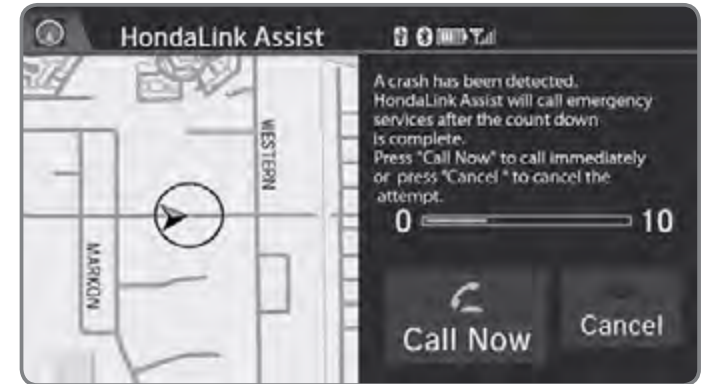 HondaLink Assist
A crash has been detected.
HondaLink Assist will call emergency
services after the count down
is complete.
Press "Call Now" to call immediately
or press "Cancel " to cancel the
attempt.
0 10
WESTERN
MARKON
Call Now
Cancel